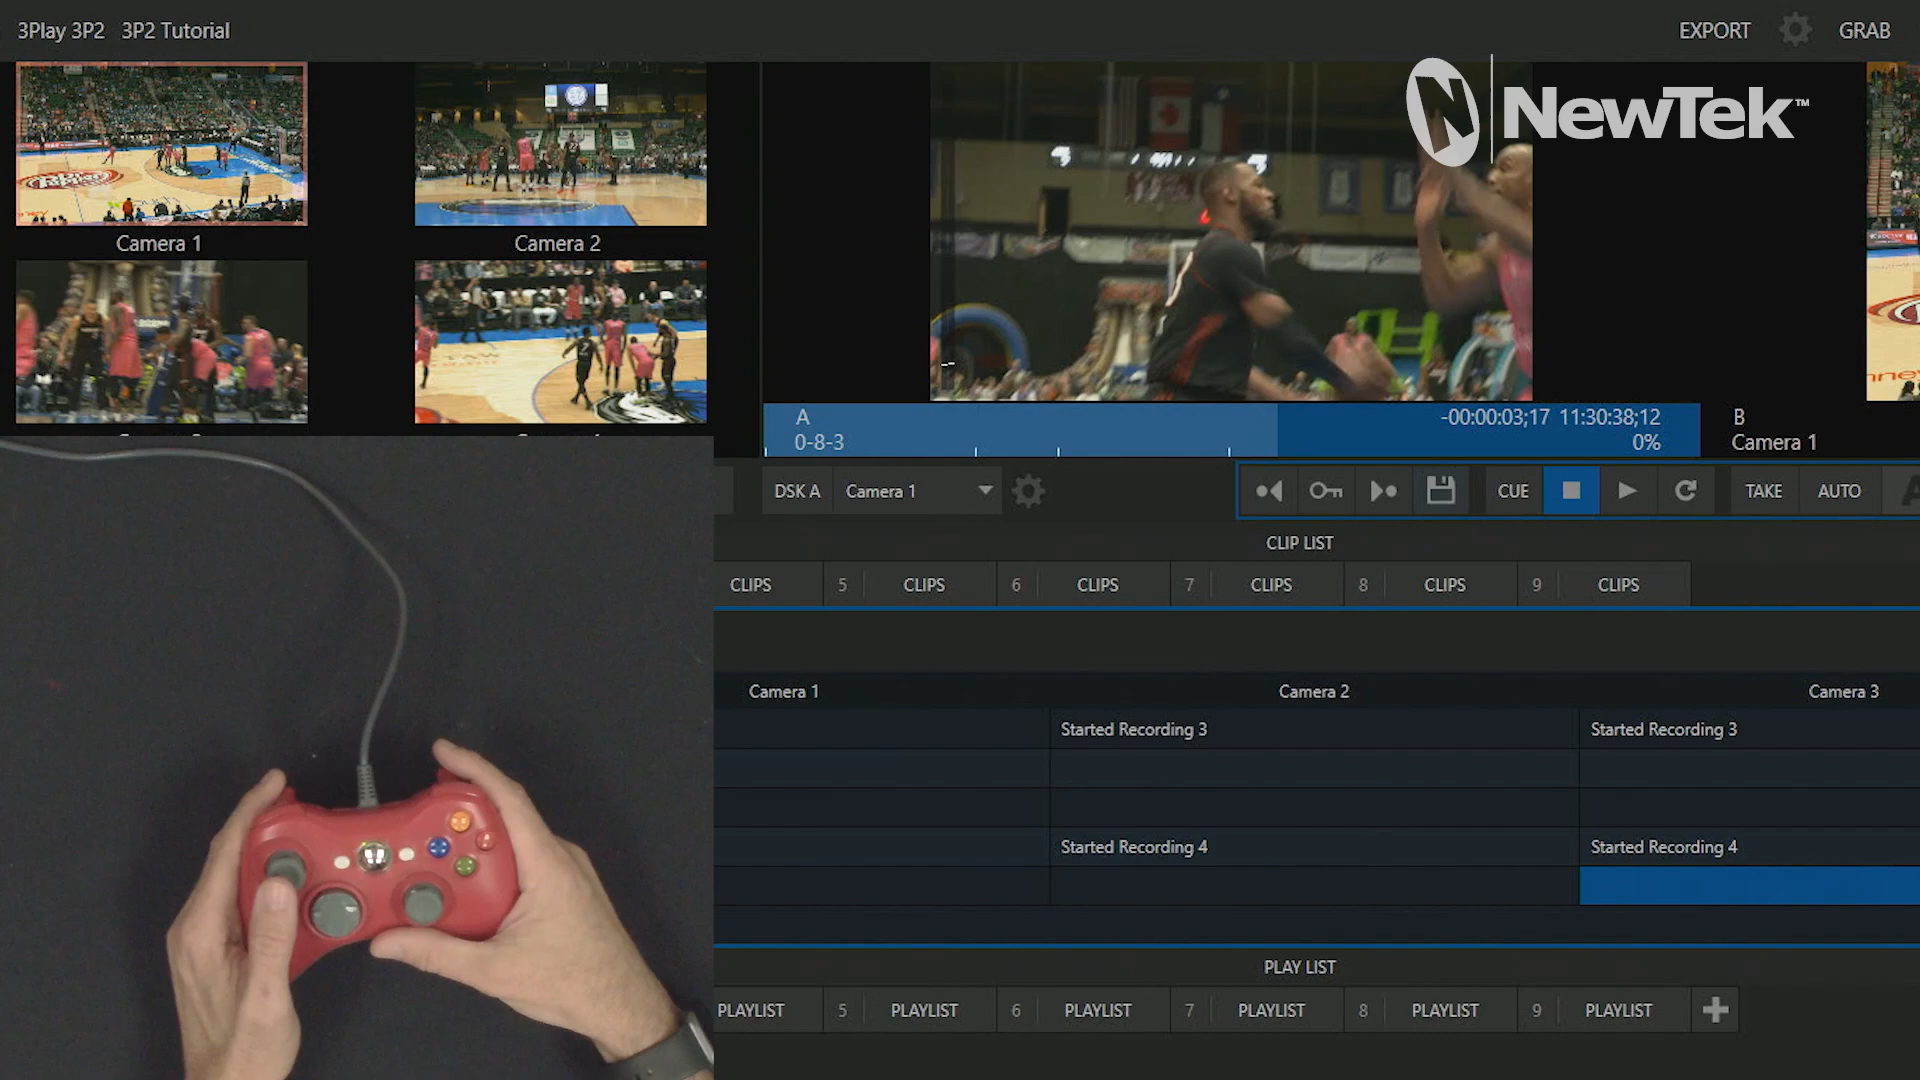 3Play 3P2 3P2 Tutorial
EXPORT GRAB
NewTek™
Camera 1
Camera 2
A
-00:00:03;17 11:30:38;12
0-8-3
0%
B
Camera 1
DSK A Camera 1
CUE
TAKE AUTO
CLIP LIST
CLIPS 5 CLIPS 6 CLIPS 7 CLIPS 8 CLIPS 9 CLIPS
Camera 1 Camera 2 Camera 3
Started Recording 3 Started Recording 3
Started Recording 4 Started Recording 4
PLAY LIST
PLAYLIST 5 PLAYLIST 6 PLAYLIST 7 PLAYLIST 8 PLAYLIST 9 PLAYLIST